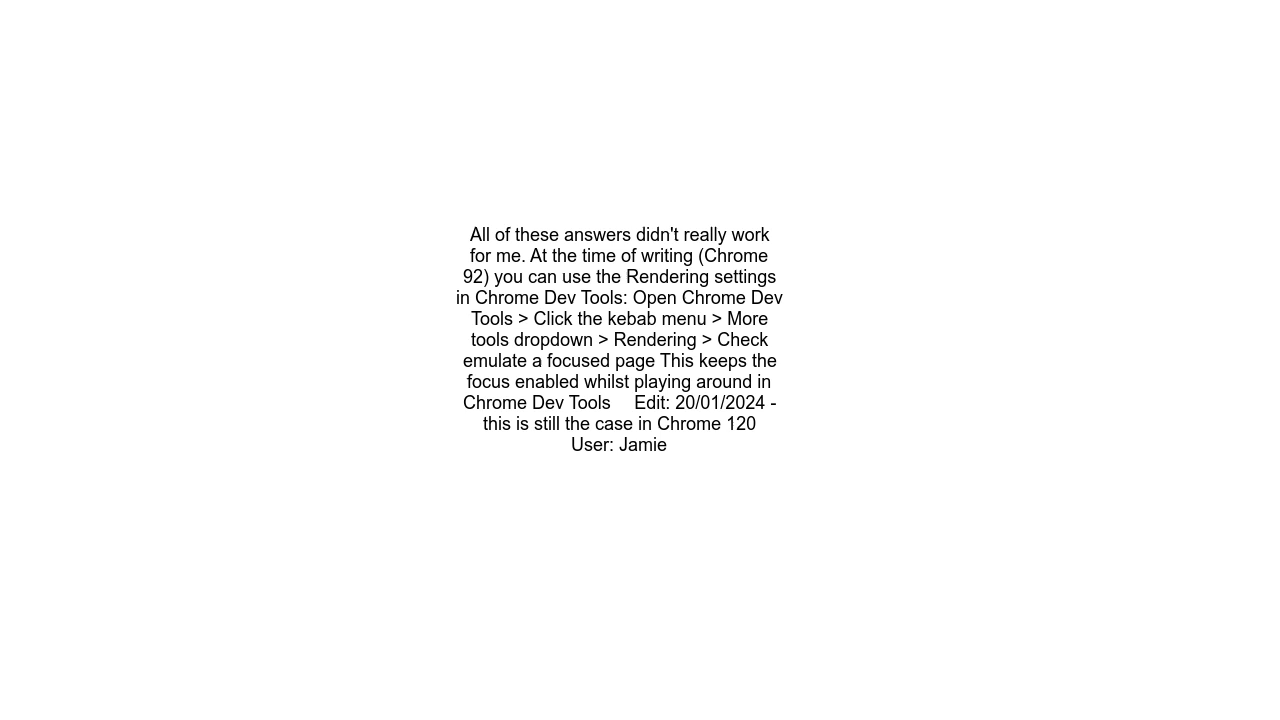 All of these answers didn't really work
for me. At the time of writing (Chrome
92) you can use the Rendering settings
in Chrome Dev Tools: Open Chrome Dev
Tools > Click the kebab menu > More
tools dropdown > Rendering > Check
emulate a focused page This keeps the
focus enabled whilst playing around in
Chrome Dev Tools     Edit: 20/01/2024 -
this is still the case in Chrome 120
User: Jamie